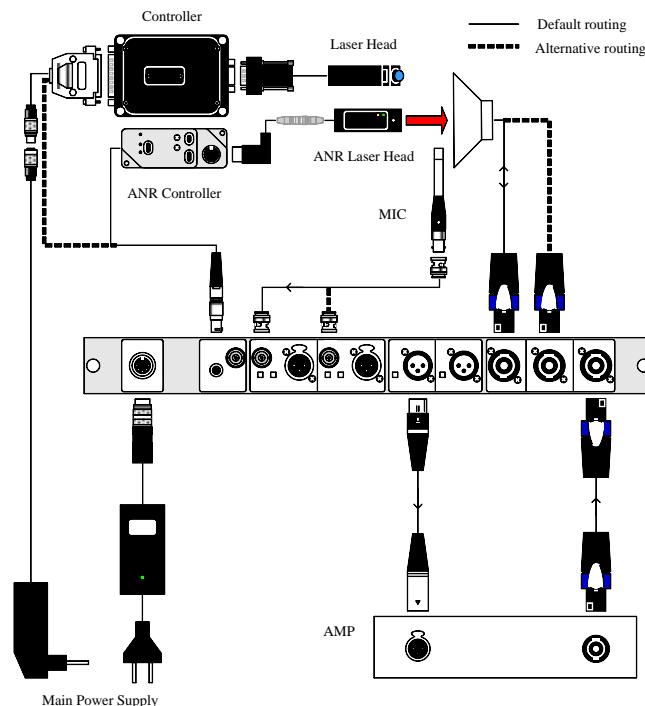 Controller
Default routing
Laser Head
Alternative routing
ANR Laser Head
ANR Controller
MIC
AMP
Main Power Supply